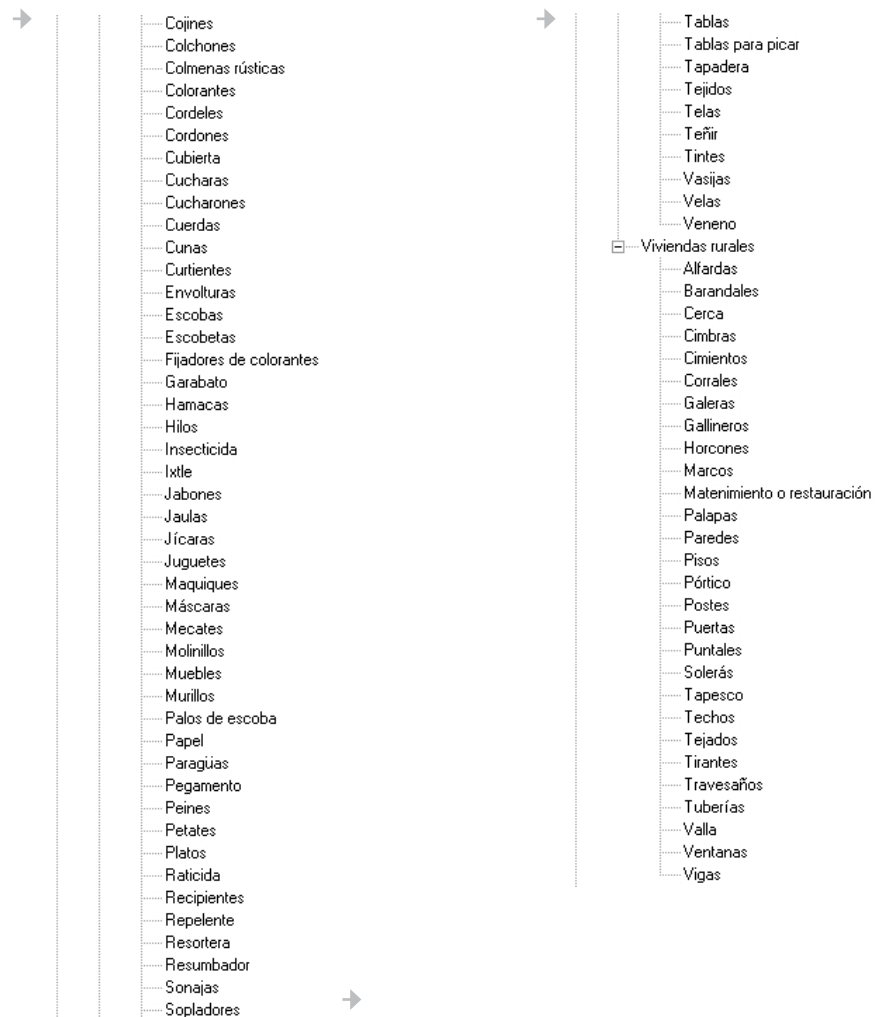 Cojines
Colchones
Colmenas rústicas
Colorantes
Cordeles
Cordones
Cubierta
Cucharas
Cucharones
Cuerdas
Cunas
Curtientes
Envolturas
Escobas
Escobetas
Fijadores de colorantes
Garabato
Hamacas
Hilos
Insecticida
Ixtle
Jabones
Jaulas
Jícaras
Juguetes
Maquiques
Máscaras
Mecates
Molinillos
Muebles
Murillos
Palos de escoba
Papel
Paragüas
Pegamento
Peines
Petates
Platos
Raticida
Recipientes
Repelente
Resortera
Resumbador
Sonajas
Sopladores
Tablas
Tablas para picar
Tapadera
Tejidos
Telas
Teñir
Tintes
Vasijas
Velas
Veneno
Viviendas rurales
Alfardas
Barandales
Cerca
Cimbras
Cimientos
Corrales
Galeras
Gallineros
Horcones
Marcos
Matenimiento o restauración
Palapas
Paredes
Pisos
Pórtico
Postes
Puertas
Puntales
Solerás
Tapesco
Techos
Tejados
Tirantes
Travesaños
Tuberías
Valla
Ventanas
Vigas